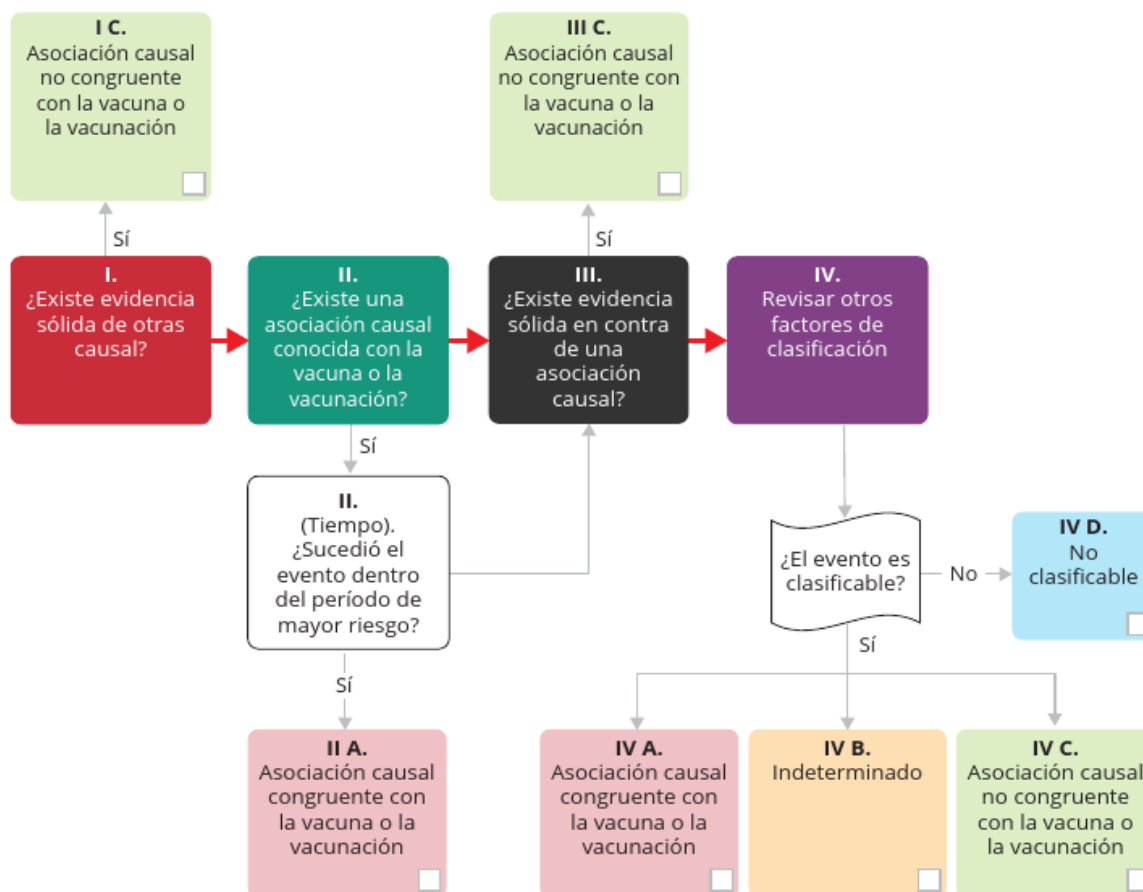 I C.
Asociación causal
no congruente
con la vacuna o
la vacunación
III C.
Asociación causal
no congruente con
la vacuna o la
vacunación
Sí
Sí
I.
¿Existe evidencia
sólida de otras
causal?
II.
¿Existe una
asociación causal
conocida con la
vacuna o la
vacunación?
III.
¿Existe evidencia
sólida en contra
de una
asociación
causal?
IV.
Revisar otros
factores de
clasificación
Sí
II.
(Tiempo).
¿Sucedió el
evento dentro
del período de
mayor riesgo?
¿El evento es
clasificable?
No
IV D.
No
clasificable
Sí
Sí
II A.
Asociación causal
congruente con
la vacuna o la
vacunación
IV A.
Asociación causal
congruente con
la vacuna o la
vacunación
IV B.
Indeterminado
IV C.
Asociación causal
no congruente
con la vacuna o
la vacunación